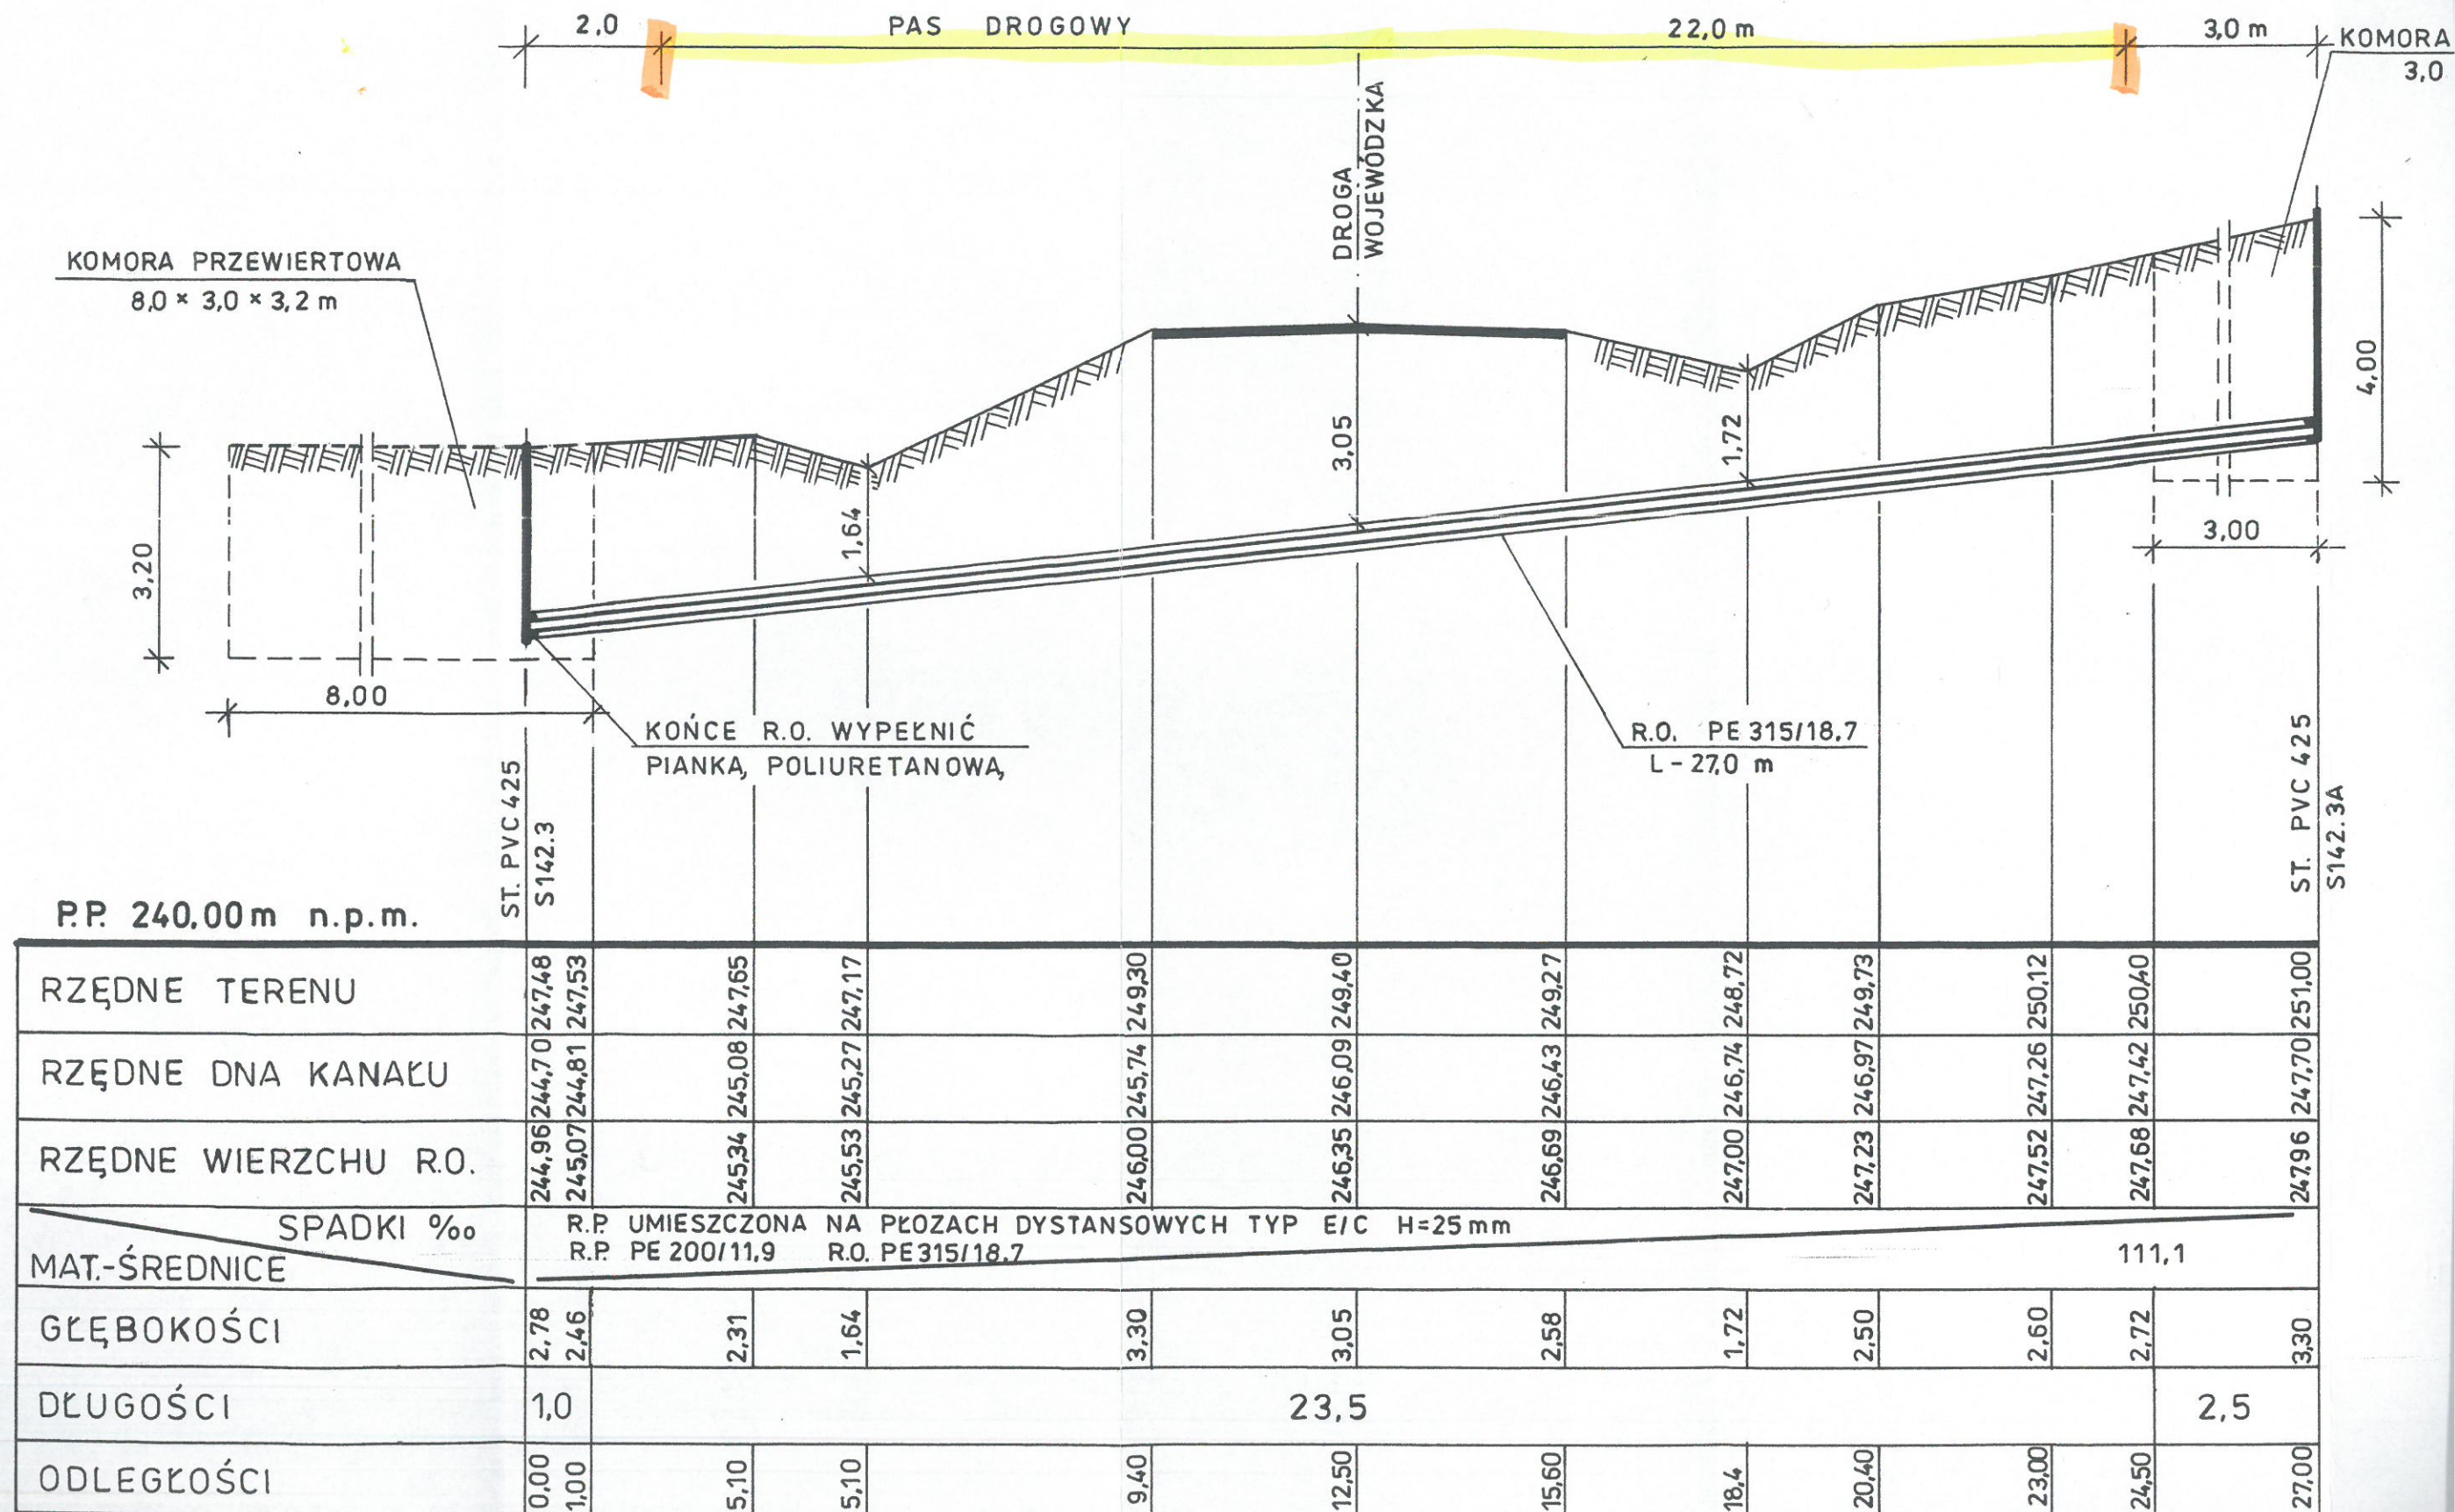 2,0
PAS DROGOWY
22,0 m
3,0 m
KOMORA
3,0
DROGA
WOJEWÓDZKA
KOMORA PRZEWIERTOWA
8,0 × 3,0 × 3,2 m
3,20
1,64
3,05
1,72
4,00
3,00
8,00
KOŃCE R.O. WYPEŁNIĆ
PIANKĄ POLIURETANOWĄ
R.O. PE 315/18.7
L - 27,0 m
ST. PVC 425
S142.3
ST. PVC 425
S142.3A
P.P. 240,00 m n.p.m.
RZĘDNE TERENU 247,48 247,53 247,65 247,17 249,30 249,40 249,27 248,72 249,73 250,12 250,40 251,00
RZĘDNE DNA KANAŁU 244,70 244,81 245,08 245,27 245,74 246,09 246,43 246,74 246,97 247,26 247,42 247,70
RZĘDNE WIERZCHU R.O. 244,96 245,07 245,34 245,53 246,00 246,35 246,69 247,00 247,23 247,52 247,68 247,96
SPADKI ‰
MAT.-ŚREDNICE
R.P. UMIESZCZONA NA PŁOZACH DYSTANSOWYCH TYP E/C H=25 mm
R.P. PE 200/11,9 R.O. PE 315/18,7
111,1
GŁĘBOKOŚCI 2,78 2,46 2,31 1,64 3,30 3,05 2,58 1,72 2,50 2,60 2,72 3,30
DŁUGOŚCI 1,0 23,5 2,5
ODLEGŁOŚCI 0,00 1,00 5,10 5,10 9,40 12,50 15,60 18,4 20,40 23,00 24,50 27,00